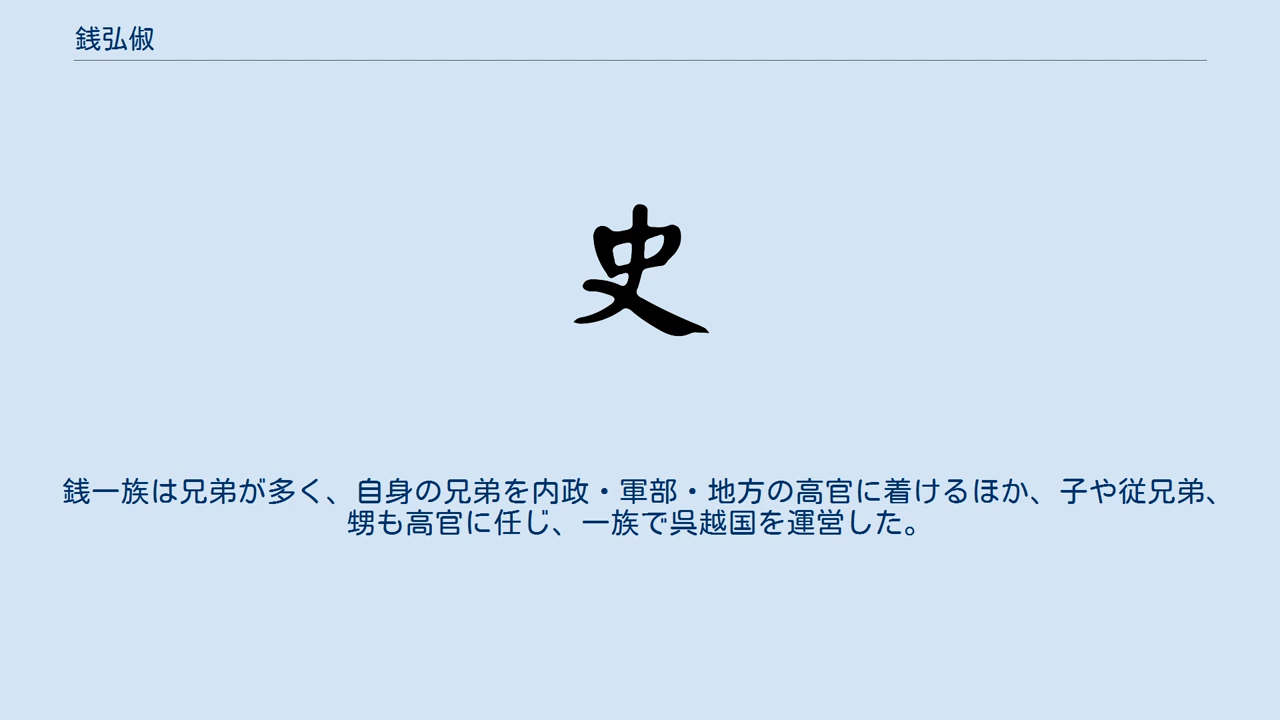 銭弘俶
史
銭一族は兄弟が多く、自身の兄弟を内政・軍部・地方の高官に着けるほか、子や従兄弟、
甥も高官に任じ、一族で呉越国を運営した。